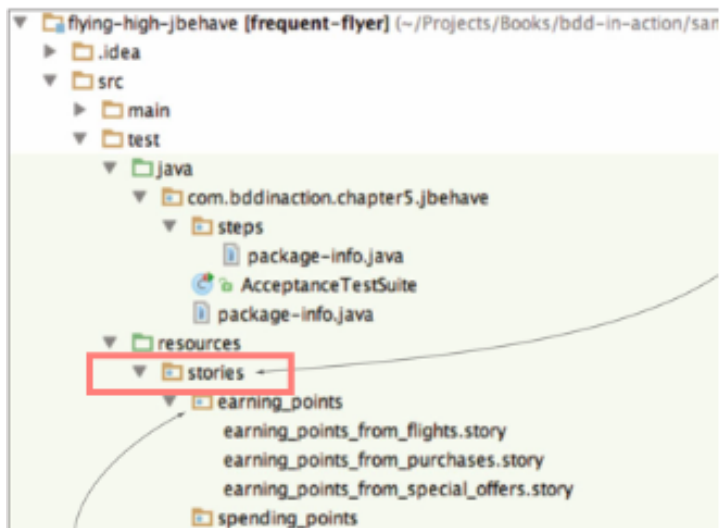 flying-high-jbehave [frequent-flyer] (~/Projects/Books/bdd-in-action/sam
.idea
src
main
test
java
com.bddinaction.chapter5.jbehave
steps
package-info.java
AcceptanceTestSuite
package-info.java
resources
stories
earning_points
earning_points_from_flights.story
earning_points_from_purchases.story
earning_points_from_special_offers.story
spending_points